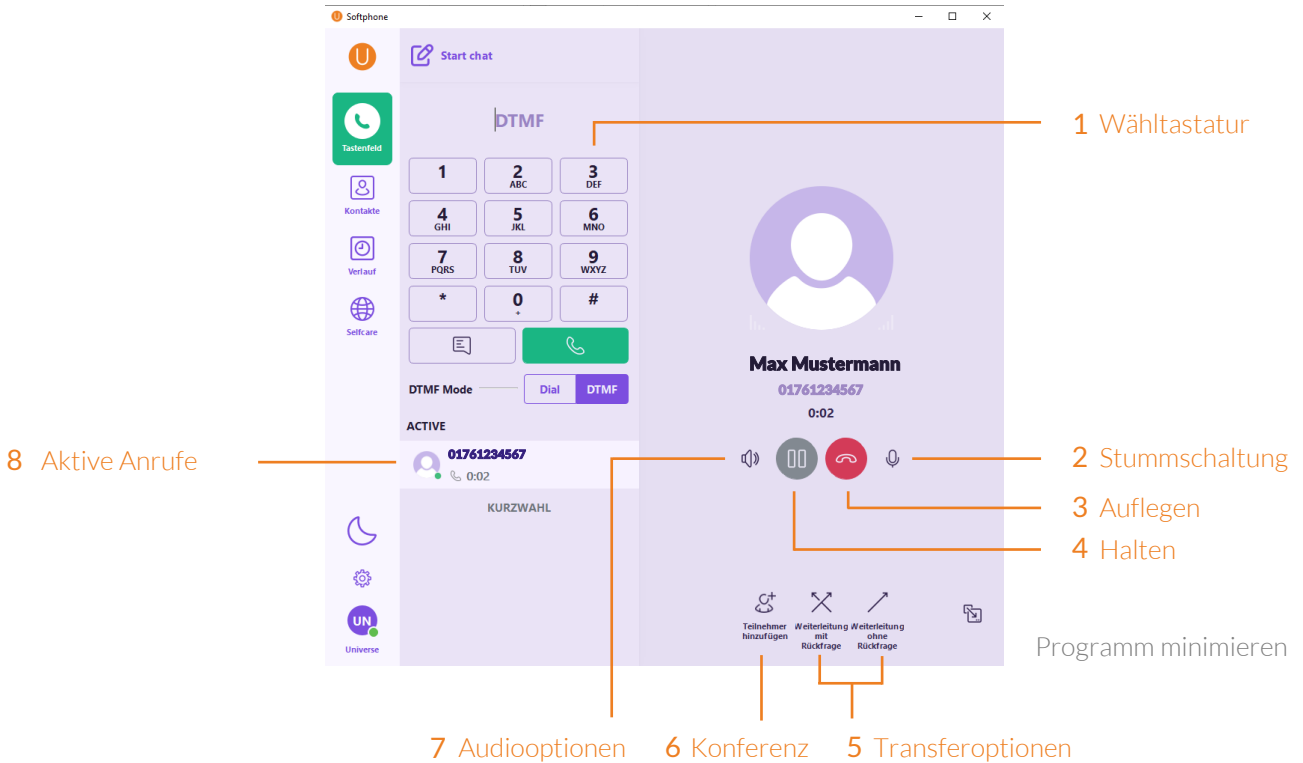 Softphone
U
Start chat
DTMF
1 Wähltastatur
Tastenfeld
1
2
ABC
3
DEF
Kontakte
4
GHI
5
JKL
6
MNO
Verlauf
7
PQRS
8
TUV
9
WXYZ
Selfcare
*
0
+
#
Max Mustermann
01761234567
0:02
DTMF Mode
Dial
DTMF
ACTIVE
8 Aktive Anrufe
01761234567
0:02
2 Stummschaltung
KURZWAHL
3 Auflegen
4 Halten
UN
Universe
Teilnehmer
hinzufügen
Weiterleitung
mit
Rückfrage
Weiterleitung
ohne
Rückfrage
Programm minimieren
7 Audiooptionen
6 Konferenz
5 Transferoptionen